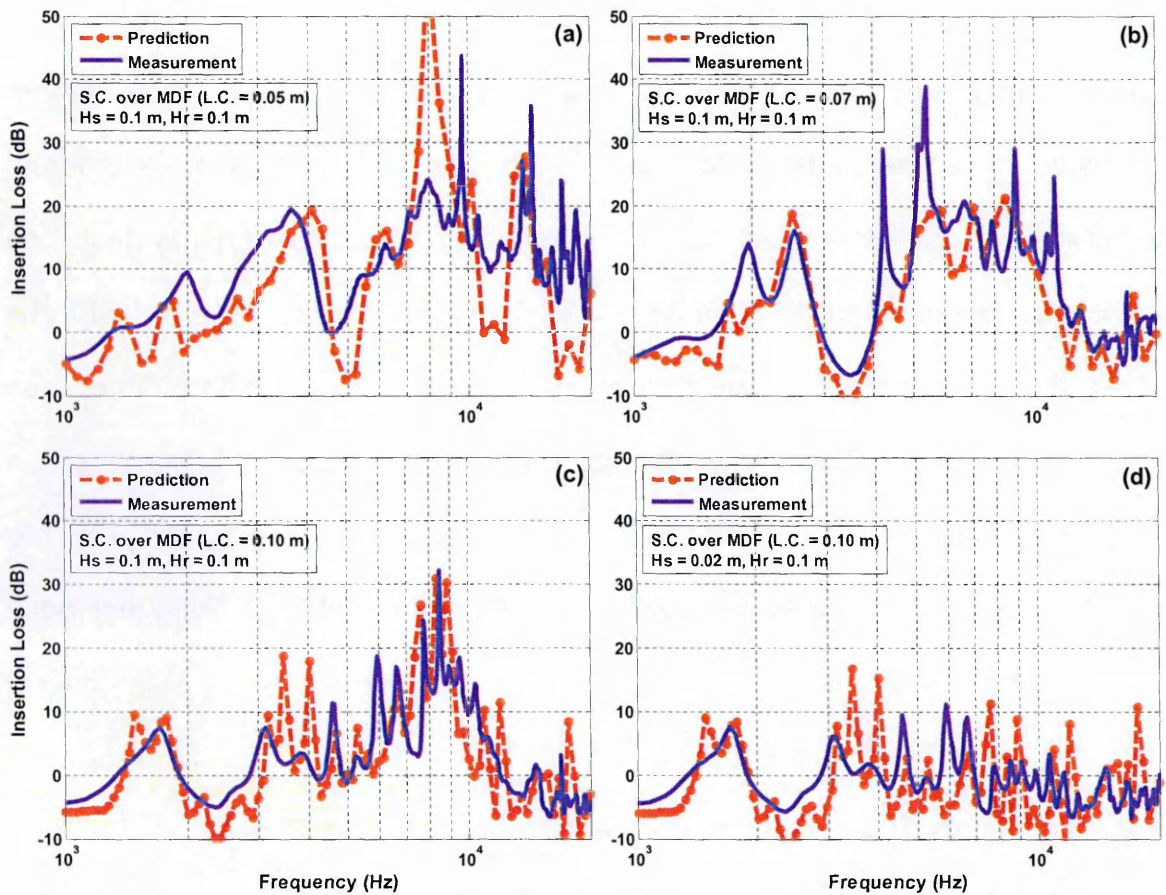 50
40
30
20
10
0
-10
Insertion Loss (dB)
Prediction
Measurement
(a)
S.C. over MDF (L.C. = 0.05 m)
Hs = 0.1 m, Hr = 0.1 m
10³
10⁴
50
40
30
20
10
0
-10
Prediction
Measurement
(b)
S.C. over MDF (L.C. = 0.07 m)
Hs = 0.1 m, Hr = 0.1 m
10³
10⁴
50
40
30
20
10
0
-10
Insertion Loss (dB)
Prediction
Measurement
(c)
S.C. over MDF (L.C. = 0.10 m)
Hs = 0.1 m, Hr = 0.1 m
10³
10⁴
Frequency (Hz)
50
40
30
20
10
0
-10
Prediction
Measurement
(d)
S.C. over MDF (L.C. = 0.10 m)
Hs = 0.02 m, Hr = 0.1 m
10³
10⁴
Frequency (Hz)